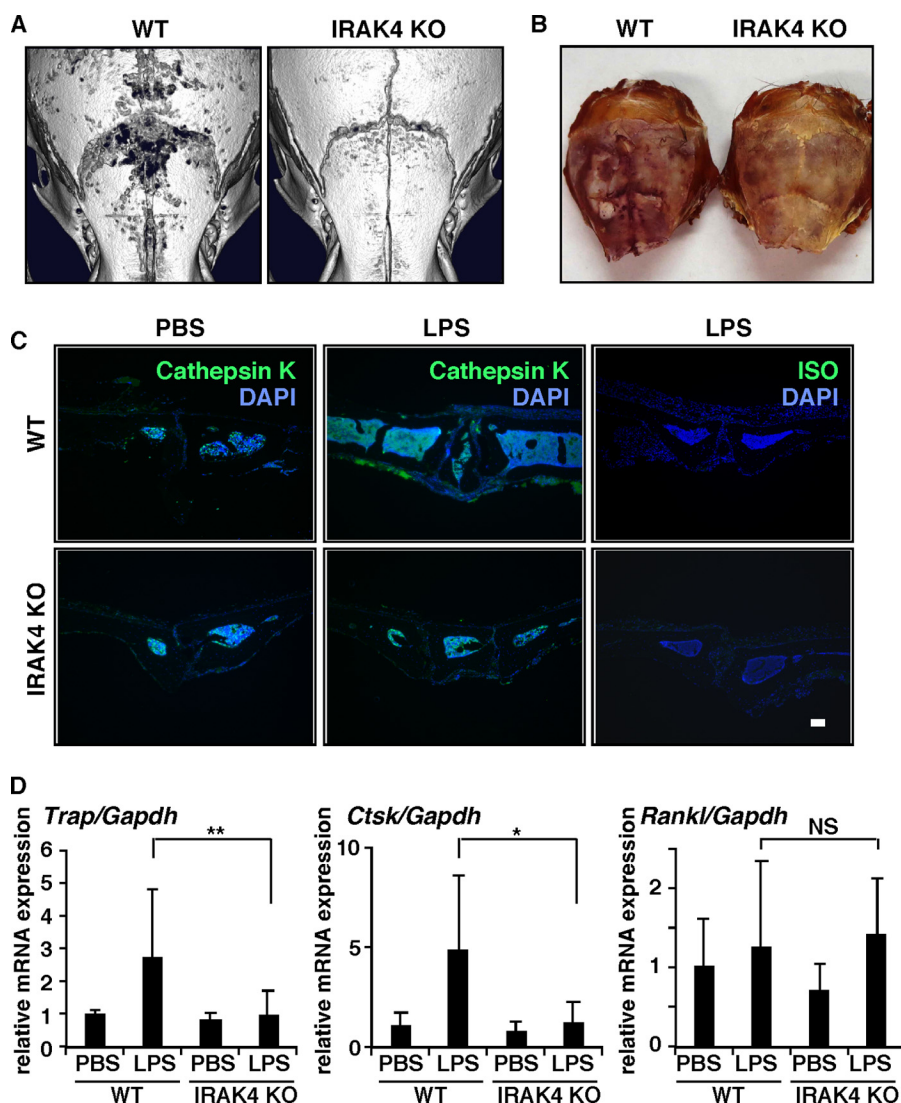 A
WT
IRAK4 KO
B
WT
IRAK4 KO
C
PBS
LPS
LPS
WT
Cathepsin K
DAPI
Cathepsin K
DAPI
ISO
DAPI
IRAK4 KO
D
Trap/Gapdh
relative mRNA expression
6
5
4
3
2
1
0
**
PBS
LPS
PBS
LPS
WT
IRAK4 KO
Ctsk/Gapdh
relative mRNA expression
10
5
0
*
PBS
LPS
PBS
LPS
WT
IRAK4 KO
Rankl/Gapdh
relative mRNA expression
2
1
0
NS
PBS
LPS
PBS
LPS
WT
IRAK4 KO